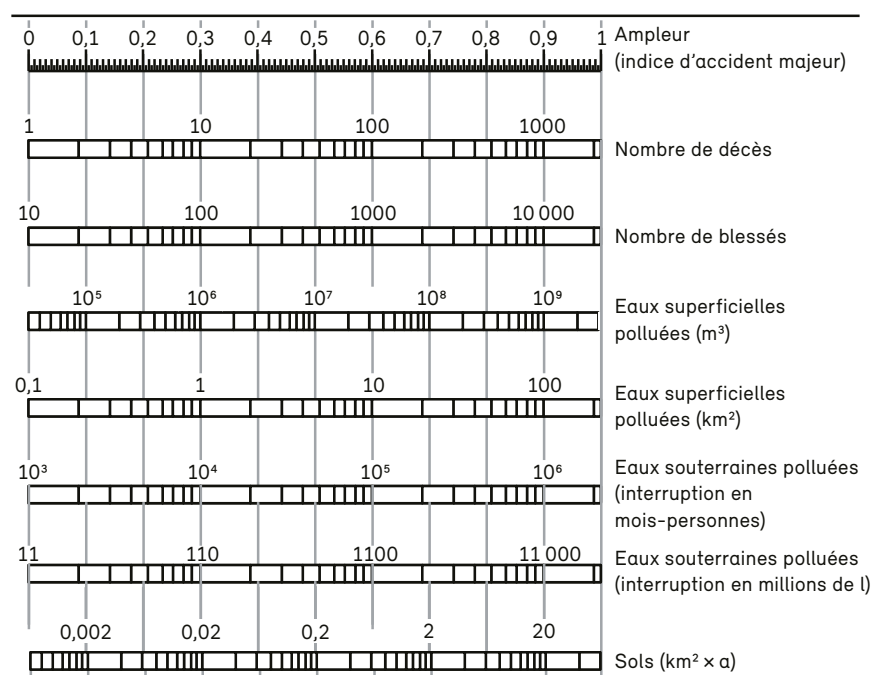 0 0,1 0,2 0,3 0,4 0,5 0,6 0,7 0,8 0,9 1 Ampleur
(indice d’accident majeur)
1 10 100 1000
Nombre de décès
10 100 1000 10 000
Nombre de blessés
10⁵ 10⁶ 10⁷ 10⁸ 10⁹ Eaux superficielles
polluées (m³)
0,1 1 10 100 Eaux superficielles
polluées (km²)
10³ 10⁴ 10⁵ 10⁶ Eaux souterraines polluées
(interruption en
mois-personnes)
11 110 1100 11 000 Eaux souterraines polluées
(interruption en millions de l)
0,002 0,02 0,2 2 20
Sols (km² × a)